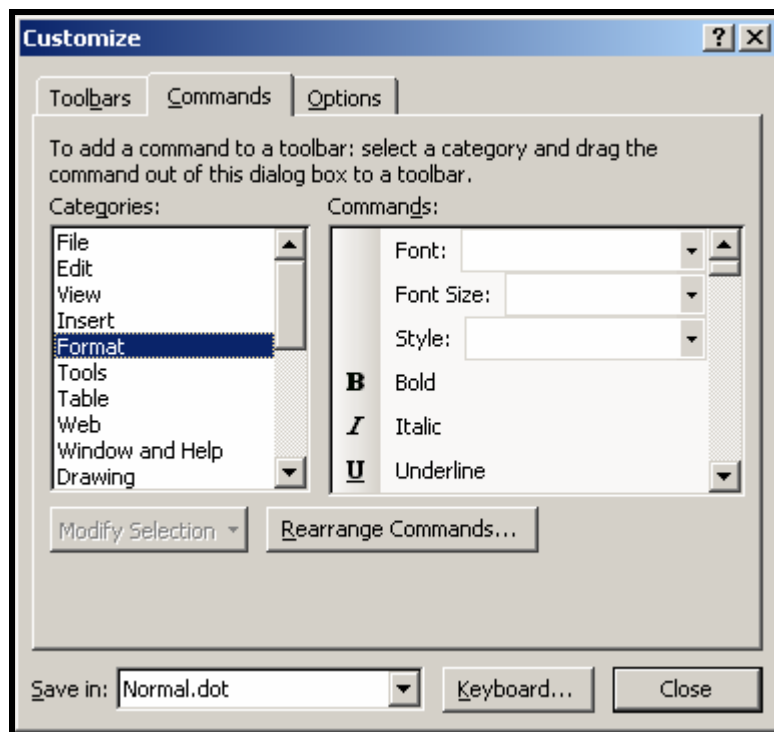 Customize
Toolbars Commands Options
To add a command to a toolbar: select a category and drag the
command out of this dialog box to a toolbar.
Categories:
File
Edit
View
Insert
Format
Tools
Table
Web
Window and Help
Drawing
Commands:
Font:
Font Size:
Style:
B Bold
I Italic
U Underline
Modify Selection
Rearrange Commands...
Save in: Normal.dot
Keyboard...
Close